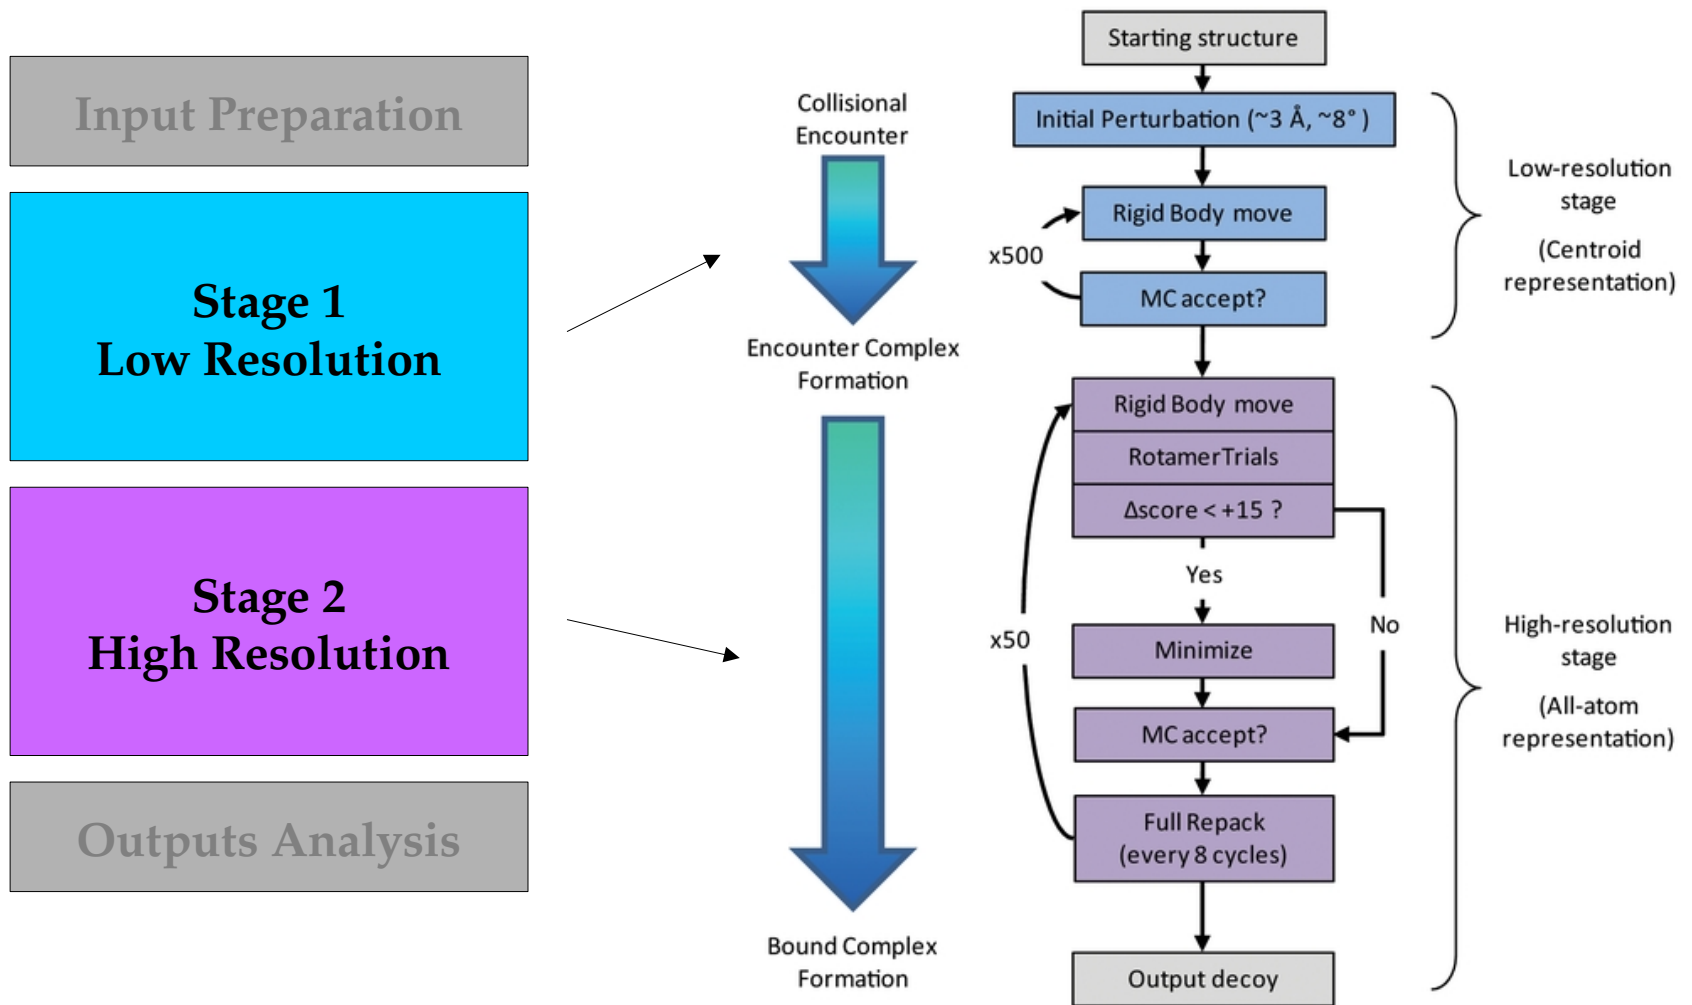 Input Preparation
Stage 1
Low Resolution
Stage 2
High Resolution
Outputs Analysis
Collisional
Encounter
Encounter Complex
Formation
Bound Complex
Formation
Starting structure
Initial Perturbation (~3 Å, ~8° )
Rigid Body move
x500
MC accept?
Rigid Body move
RotamerTrials
Δscore < +15 ?
Yes
No
x50
Minimize
MC accept?
Full Repack
(every 8 cycles)
Output decoy
Low-resolution
stage
(Centroid
representation)
High-resolution
stage
(All-atom
representation)